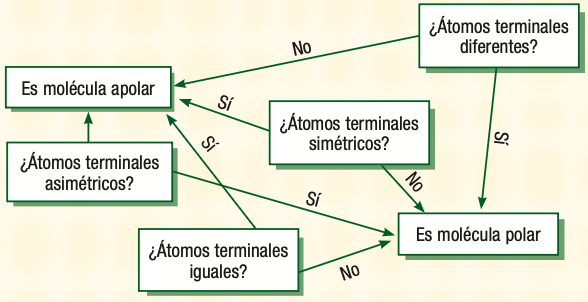 ¿Átomos terminales
diferentes?
No
Es molécula apolar
Sí
¿Átomos terminales
simétricos?
Sí
Sí
¿Átomos terminales
asimétricos?
No
Sí
Es molécula polar
¿Átomos terminales
iguales?
No